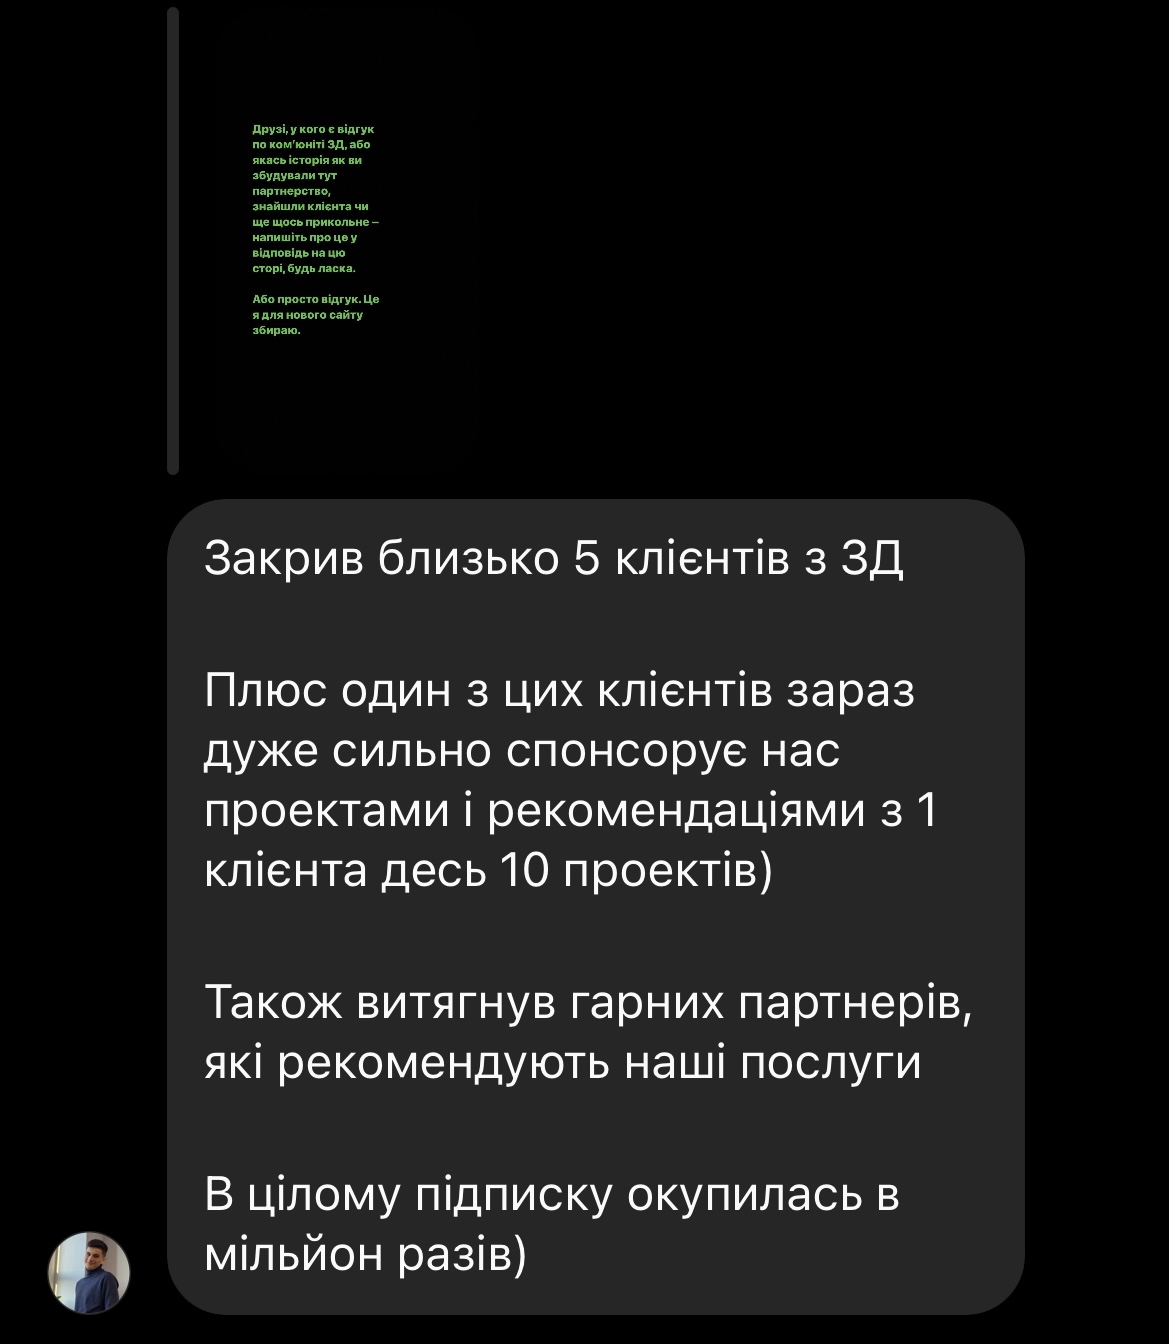 Друзі, у кого є відгук
по ком'юніті ЗД, або
якась історія як ви
збудували тут
партнерство,
знайшли клієнта чи
ще щось прикольне –
напишіть про це у
відповідь на цю
сторі, будь ласка.
Або просто відгук. Це
я для нового сайту
збираю.
Закрив близько 5 клієнтів з ЗД
Плюс один з цих клієнтів зараз
дуже сильно спонсорує нас
проектами і рекомендаціями з 1
клієнта десь 10 проектів)
Також витягнув гарних партнерів,
які рекомендують наші послуги
В цілому підписку окупилась в
мільйон разів)